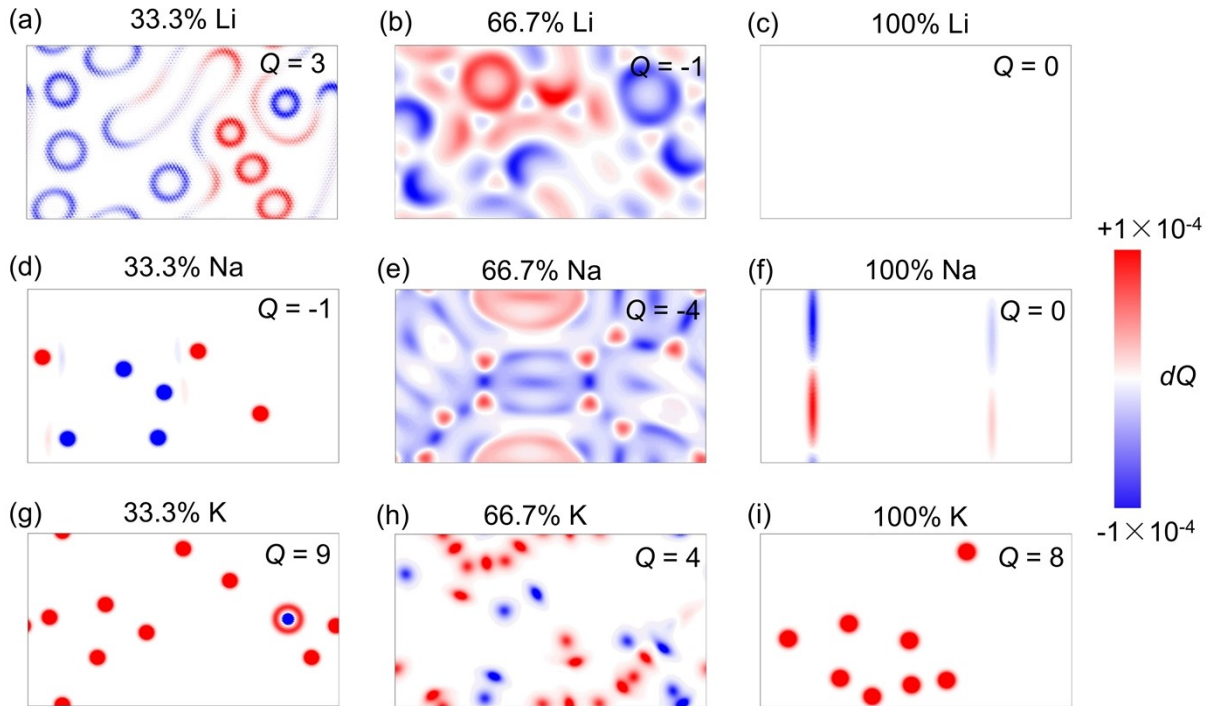 (a) 33.3% Li
Q = 3
(b) 66.7% Li
Q = -1
(c) 100% Li
Q = 0
(d) 33.3% Na
Q = -1
(e) 66.7% Na
Q = -4
(f) 100% Na
Q = 0
(g) 33.3% K
Q = 9
(h) 66.7% K
Q = 4
(i) 100% K
Q = 8
+1×10⁻⁴
dQ
-1×10⁻⁴